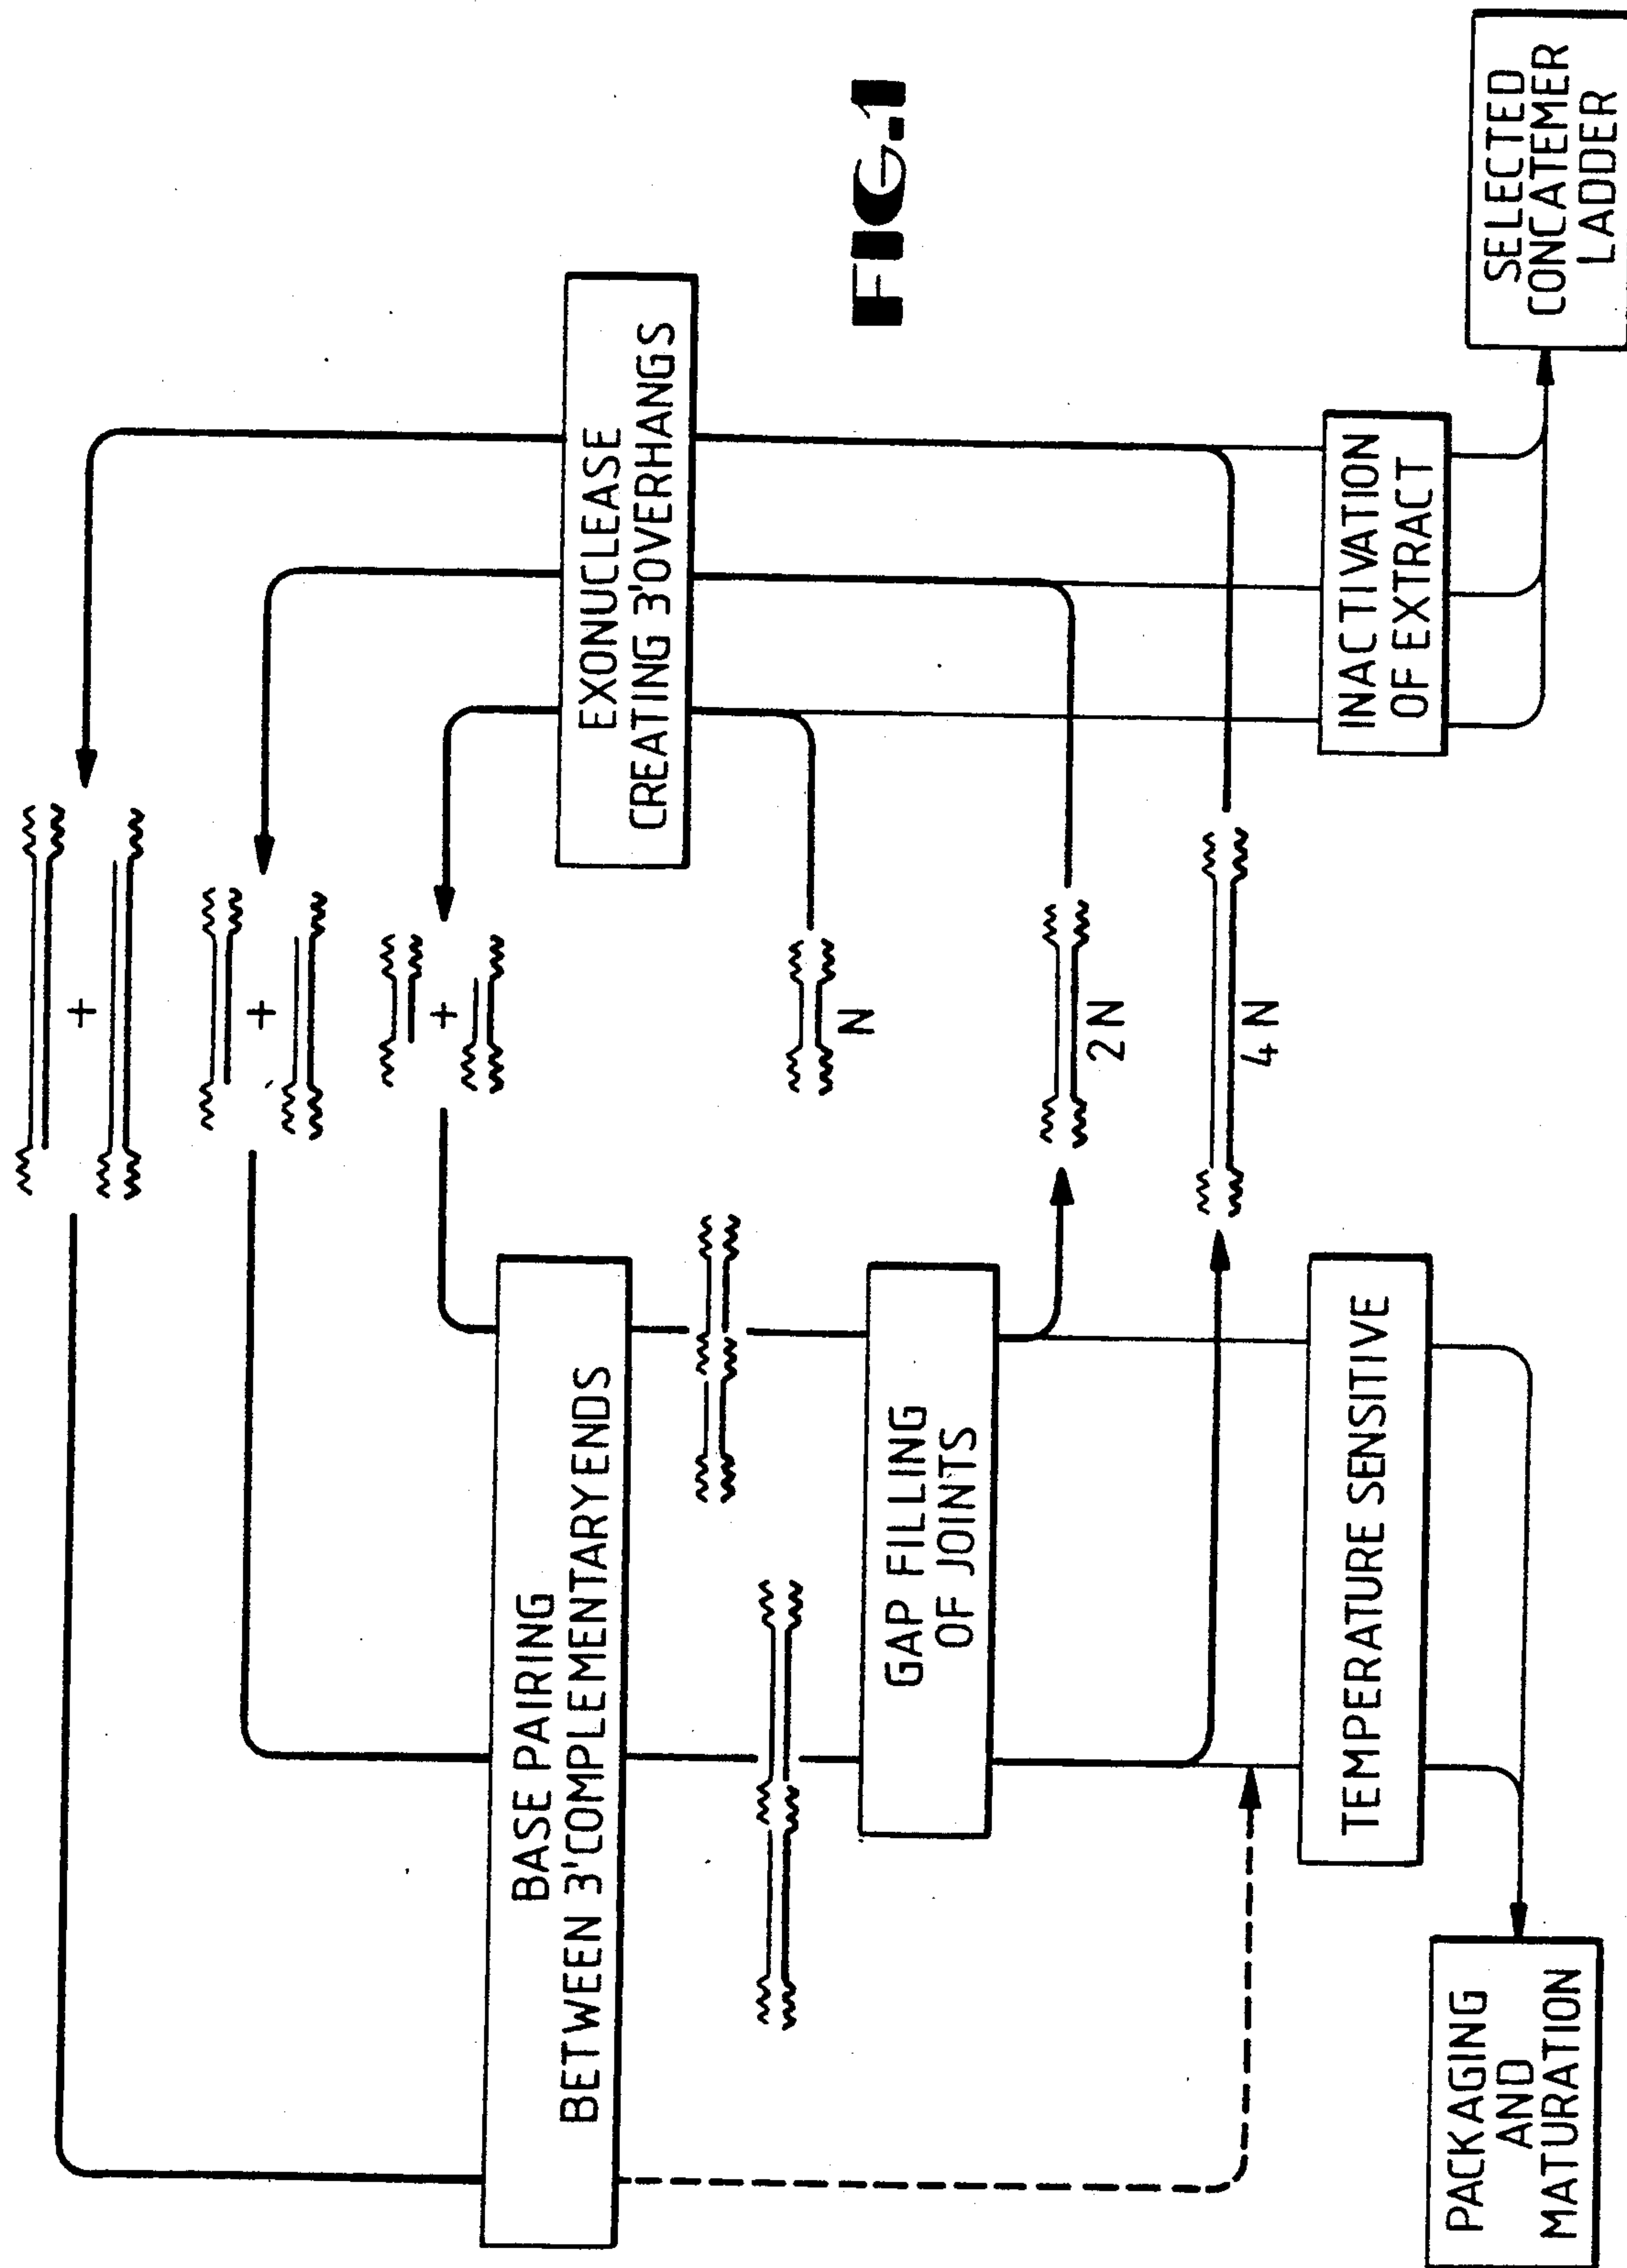 EXONUCLEASE
CREATING 3'OVERHANGS
BASE PAIRING
BETWEEN 3'COMPLEMENTARY ENDS
+
+
+
N
2N
4N
GAP FILLING
OF JOINTS
TEMPERATURE SENSITIVE
INACTIVATION
OF EXTRACT
PACKAGING
AND
MATURATION
SELECTED
CONCATEMER
LADDER
FIG.1